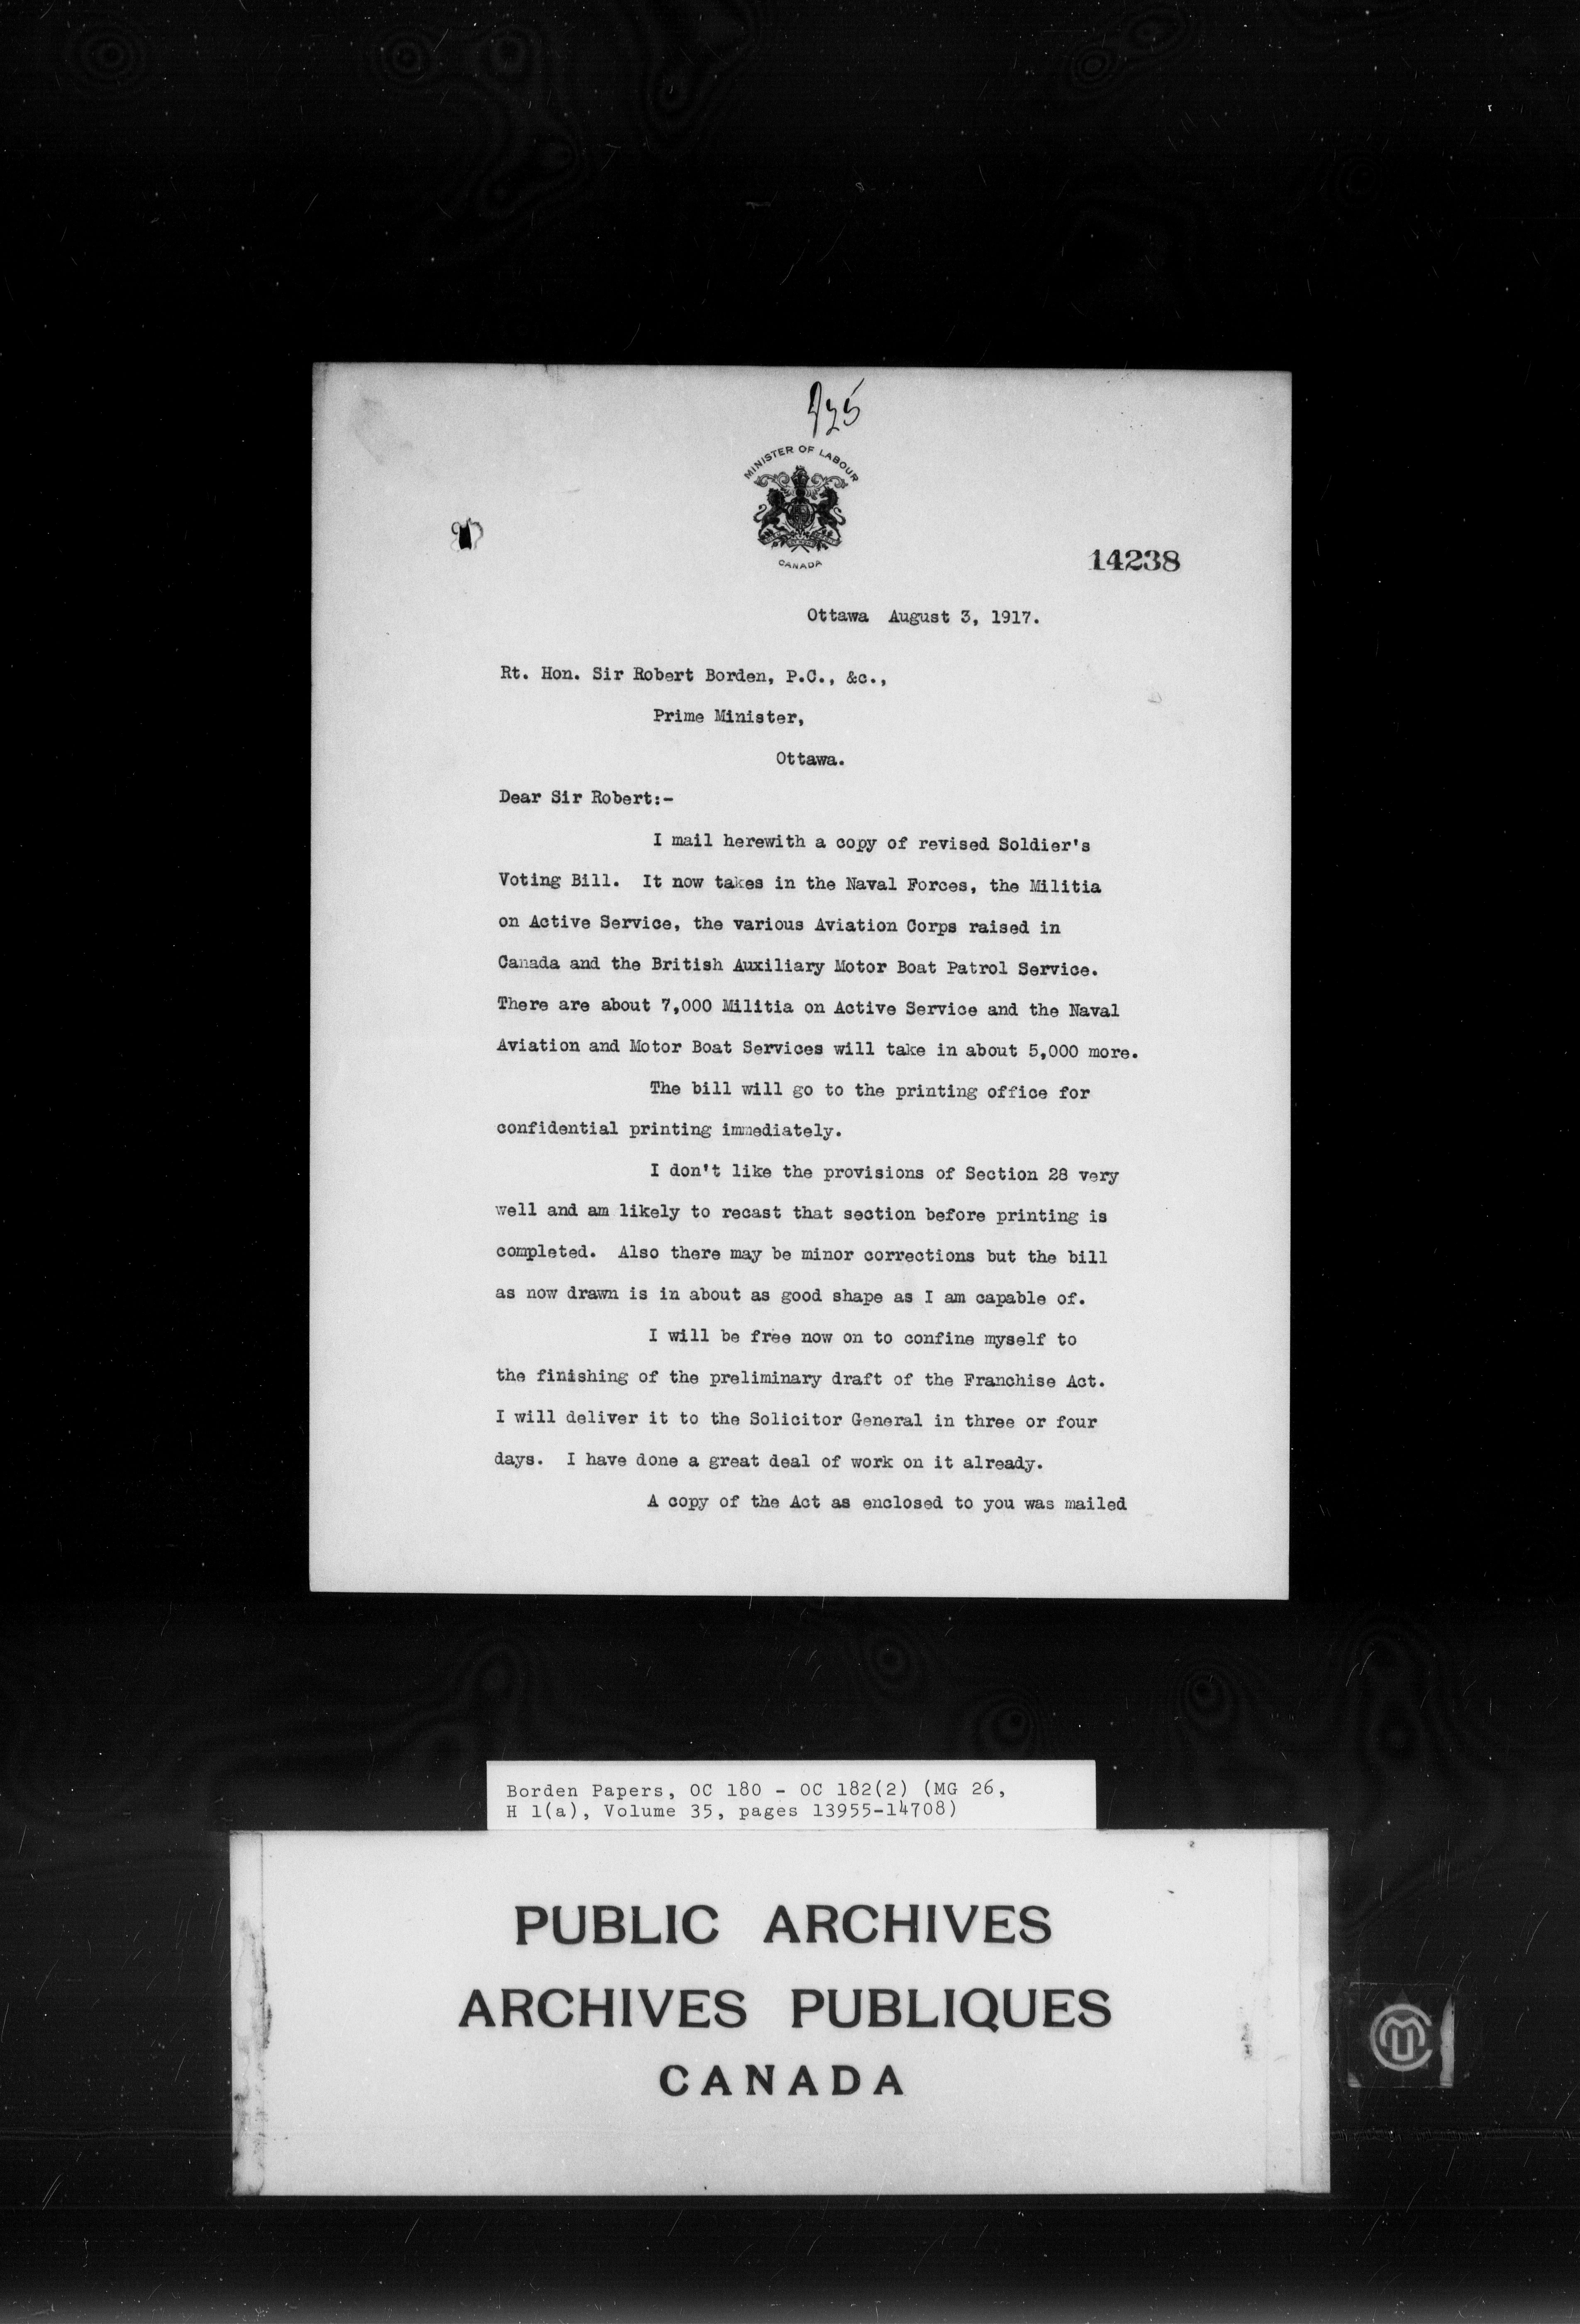 925
MINISTER OF LABOUR
CANADA
14238
Ottawa August 3, 1917.
Rt. Hon. Sir Robert Borden, P.C., &c.,
Prime Minister,
Ottawa.
Dear Sir Robert:-
I mail herewith a copy of revised Soldier's
Voting Bill. It now takes in the Naval Forces, the Militia
on Active Service, the various Aviation Corps raised in
Canada and the British Auxiliary Motor Boat Patrol Service.
There are about 7,000 Militia on Active Service and the Naval
Aviation and Motor Boat Services will take in about 5,000 more.
The bill will go to the printing office for
confidential printing immediately.
I don't like the provisions of Section 28 very
well and am likely to recast that section before printing is
completed. Also there may be minor corrections but the bill
as now drawn is in about as good shape as I am capable of.
I will be free now on to confine myself to
the finishing of the preliminary draft of the Franchise Act.
I will deliver it to the Solicitor General in three or four
days. I have done a great deal of work on it already.
A copy of the Act as enclosed to you was mailed
Borden Papers, OC 180 - OC 182(2) (MG 26,
H 1(a), Volume 35, pages 13955-14708)
PUBLIC ARCHIVES
ARCHIVES PUBLIQUES
CANADA